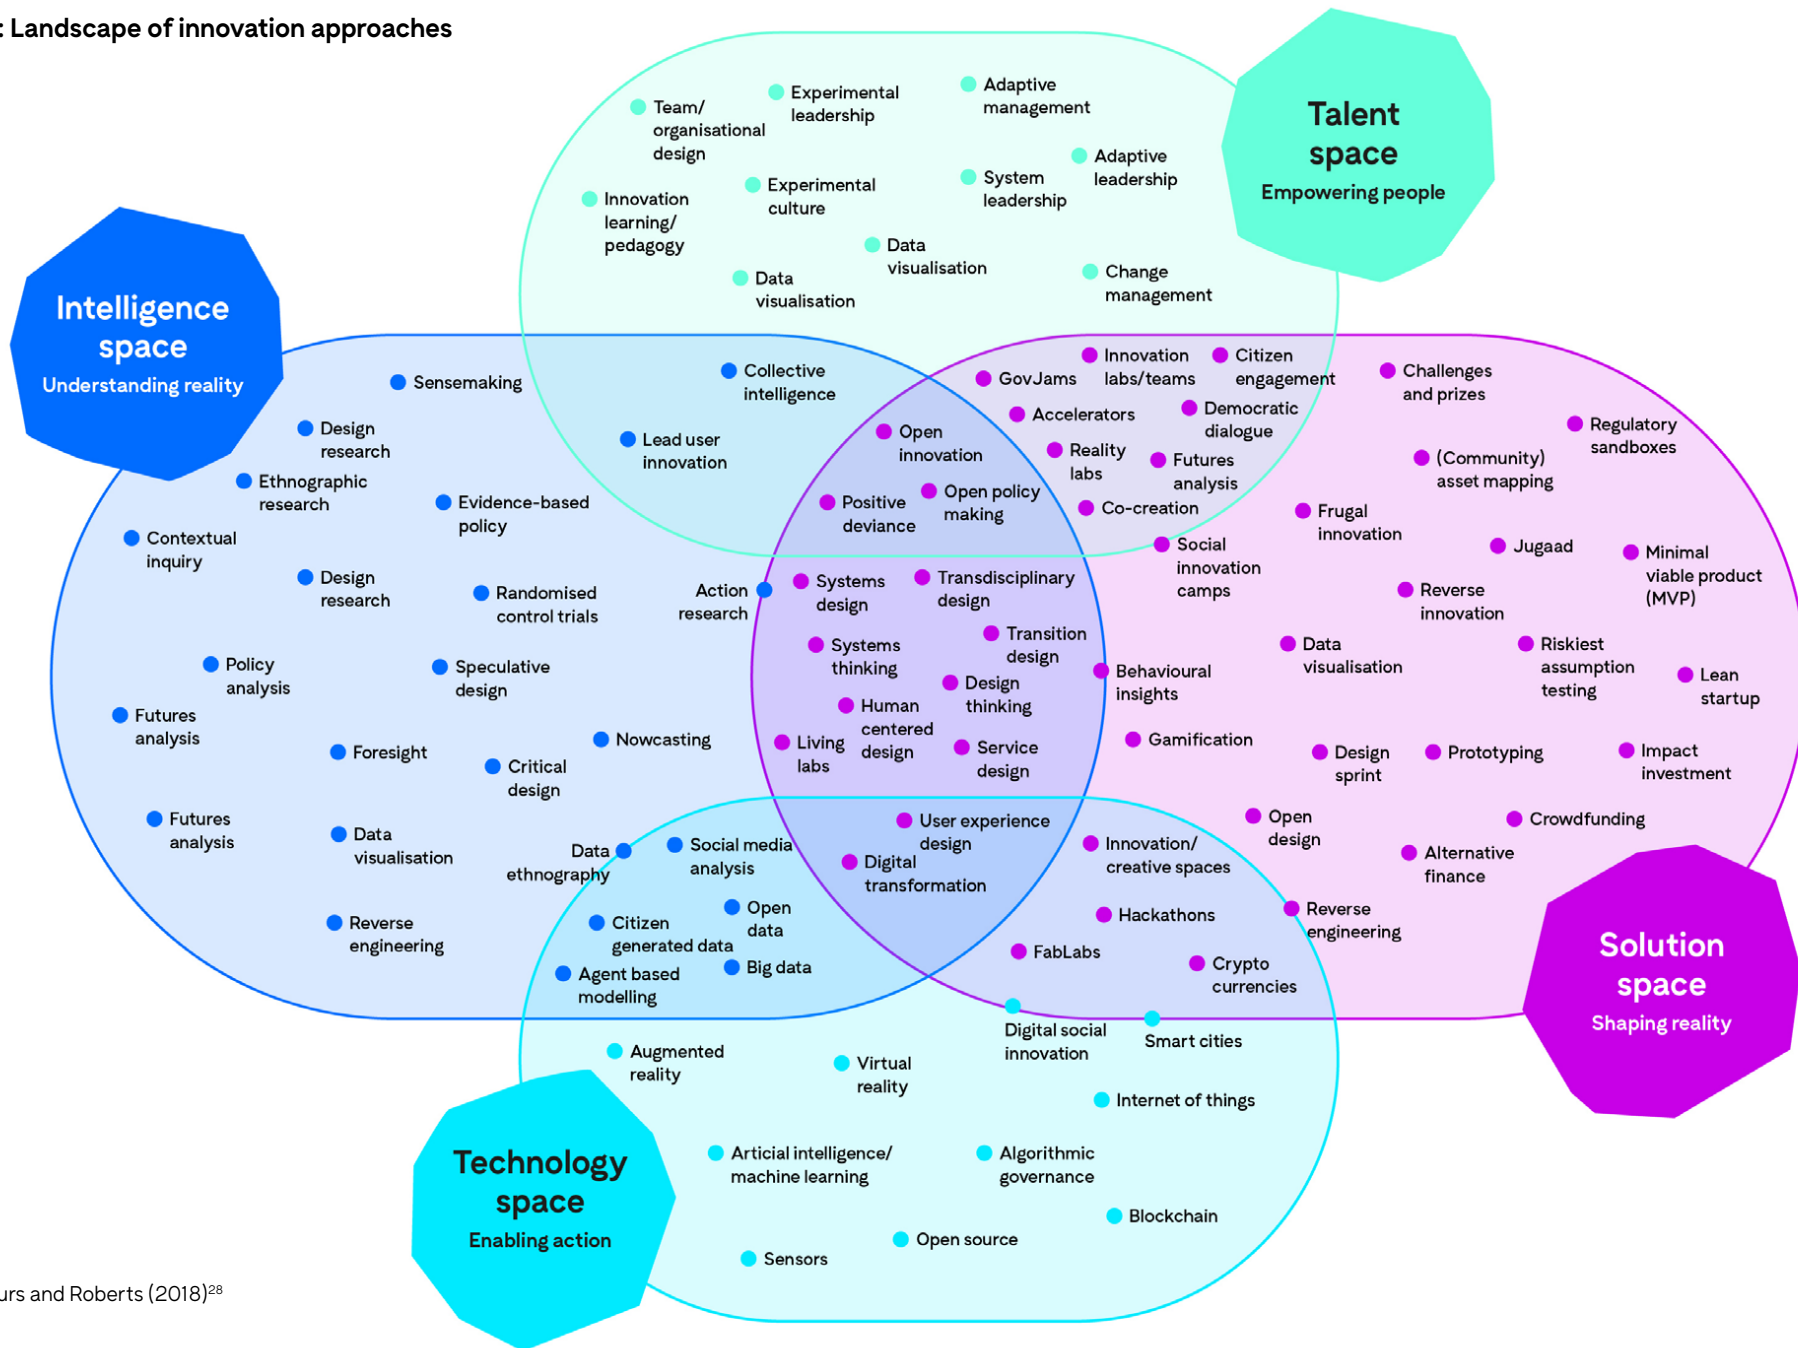 : Landscape of innovation approaches
Talent
space
Empowering people
Team/
organisational
design
Experimental
leadership
Adaptive
management
Adaptive
leadership
Innovation
learning/
pedagogy
Experimental
culture
System
leadership
Data
visualisation
Data
visualisation
Change
management
Intelligence
space
Understanding reality
Sensemaking
Design
research
Ethnographic
research
Evidence-based
policy
Contextual
inquiry
Design
research
Randomised
control trials
Action
research
Policy
analysis
Speculative
design
Futures
analysis
Foresight
Nowcasting
Critical
design
Futures
analysis
Data
visualisation
Data
ethnography
Reverse
engineering
Collective
intelligence
Lead user
innovation
Open
innovation
Positive
deviance
Open policy
making
Innovation
labs/teams
Citizen
engagement
GovJams
Accelerators
Democratic
dialogue
Reality
labs
Futures
analysis
Co-creation
Social
innovation
camps
Systems
design
Transdisciplinary
design
Systems
thinking
Transition
design
Design
thinking
Human
centered
design
Living
labs
Service
design
Behavioural
insights
User experience
design
Digital
transformation
Challenges
and prizes
Regulatory
sandboxes
(Community)
asset mapping
Frugal
innovation
Jugaad
Minimal
viable product
(MVP)
Reverse
innovation
Data
visualisation
Riskiest
assumption
testing
Lean
startup
Gamification
Design
sprint
Prototyping
Impact
investment
Open
design
Crowdfunding
Alternative
finance
Reverse
engineering
Solution
space
Shaping reality
Social media
analysis
Citizen
generated data
Open
data
Agent based
modelling
Big data
Innovation/
creative spaces
Hackathons
FabLabs
Crypto
currencies
Digital social
innovation
Smart cities
Augmented
reality
Virtual
reality
Internet of things
Articial intelligence/
machine learning
Algorithmic
governance
Blockchain
Open source
Sensors
Technology
space
Enabling action
urs and Roberts (2018)²⁸